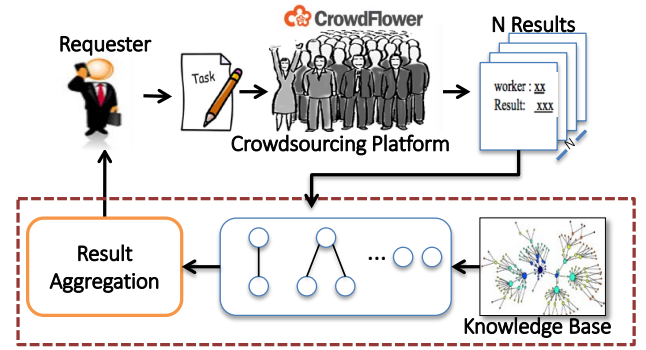 CrowdFlower
Requester
N Results
Task
worker : xx
Result: xxx
Crowdsourcing Platform
N
Result
Aggregation
...
Knowledge Base